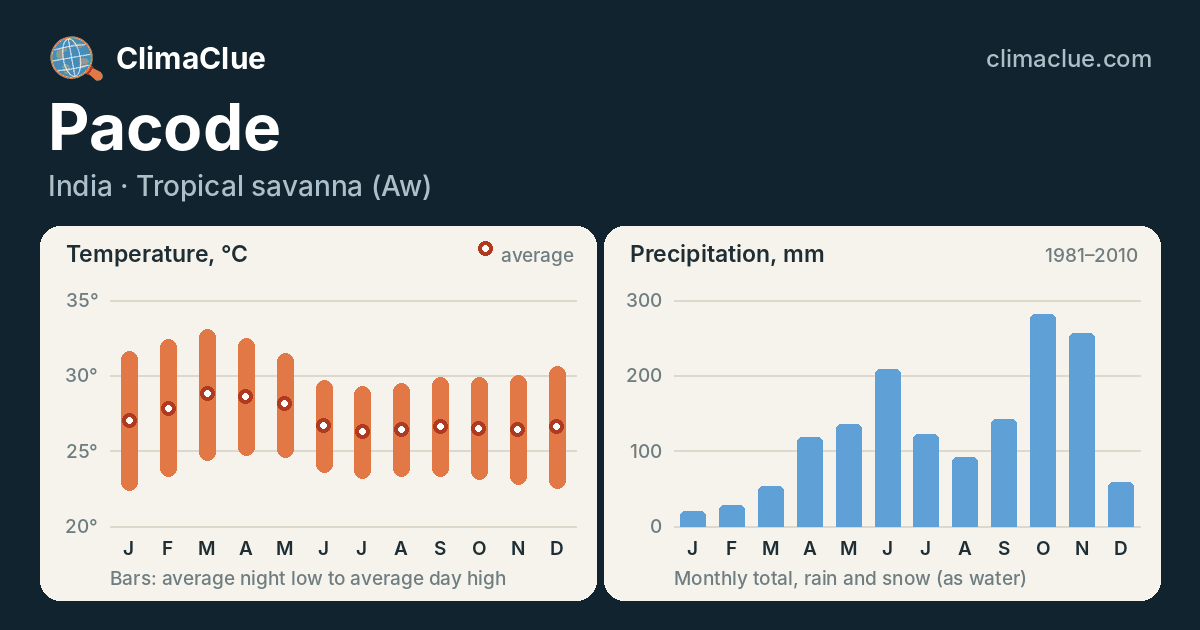 ClimaClue
climaclue.com
Pacode
India · Tropical savanna (Aw)
Temperature, °C
average
35°
30°
25°
20°
J F M A M J J A S O N D
Bars: average night low to average day high
Precipitation, mm
1981–2010
300
200
100
0
J F M A M J J A S O N D
Monthly total, rain and snow (as water)